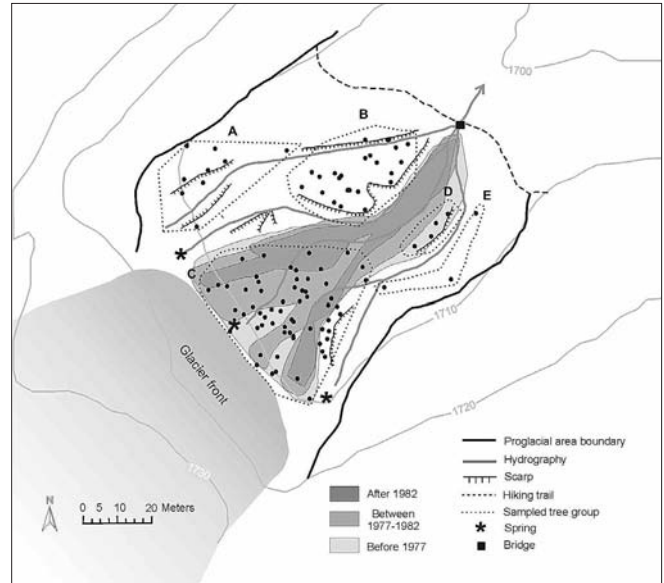 1700
A
B
D
E
C
Glacier front
1710
1720
1730
N
0 5 10 20 Meters
After 1982
Between
1977-1982
Before 1977
Proglacial area boundary
Hydrography
Scarp
Hiking trail
Sampled tree group
Spring
Bridge